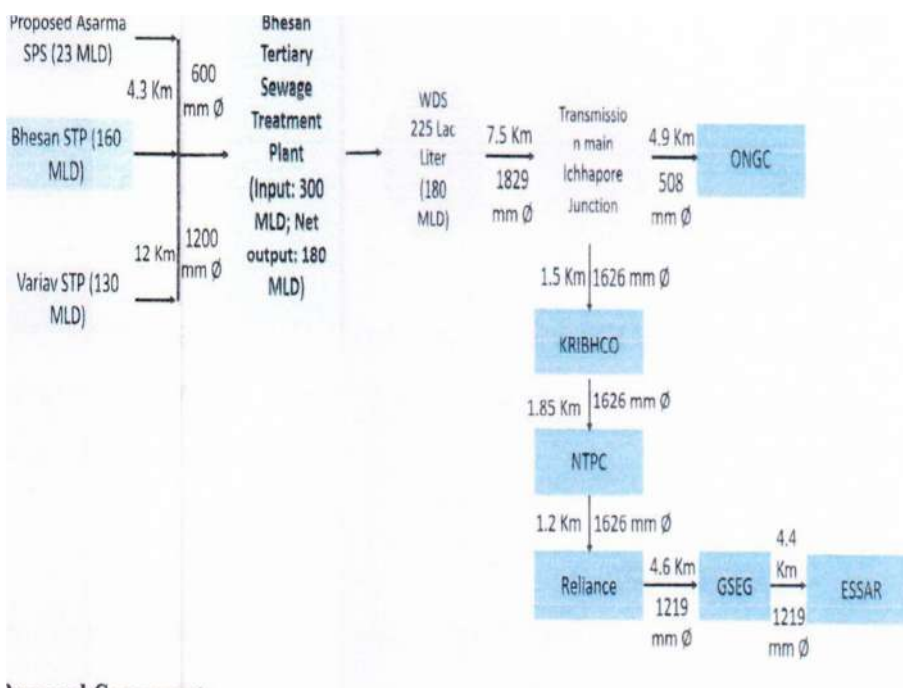 Proposed Asarma
SPS (23 MLD)
4.3 Km
600
mm Ø
Bhesan STP (160
MLD)
12 Km
1200
mm Ø
Variav STP (130
MLD)
Bhesan
Tertiary
Sewage
Treatment
Plant
(Input: 300
MLD; Net
output: 180
MLD)
WDS
225 Lac
Liter
(180
MLD)
7.5 Km
1829
mm Ø
Transmissio
n main
Ichhapore
Junction
4.9 Km
508
mm Ø
ONGC
1.5 Km
1626 mm Ø
KRIBHCO
1.85 Km
1626 mm Ø
NTPC
1.2 Km
1626 mm Ø
Reliance
4.6 Km
1219
mm Ø
GSEG
4.4
Km
1219
mm Ø
ESSAR